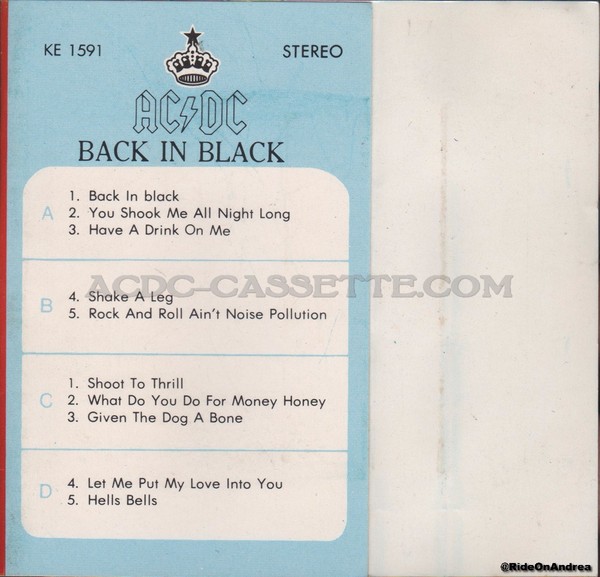 KE 1591
STEREO
AC⚡DC
BACK IN BLACK
A
1. Back In black
2. You Shook Me All Night Long
3. Have A Drink On Me
ACDC-CASSETTE.COM
B
4. Shake A Leg
5. Rock And Roll Ain't Noise Pollution
C
1. Shoot To Thrill
2. What Do You Do For Money Honey
3. Given The Dog A Bone
D
4. Let Me Put My Love Into You
5. Hells Bells
@RideOnAndrea